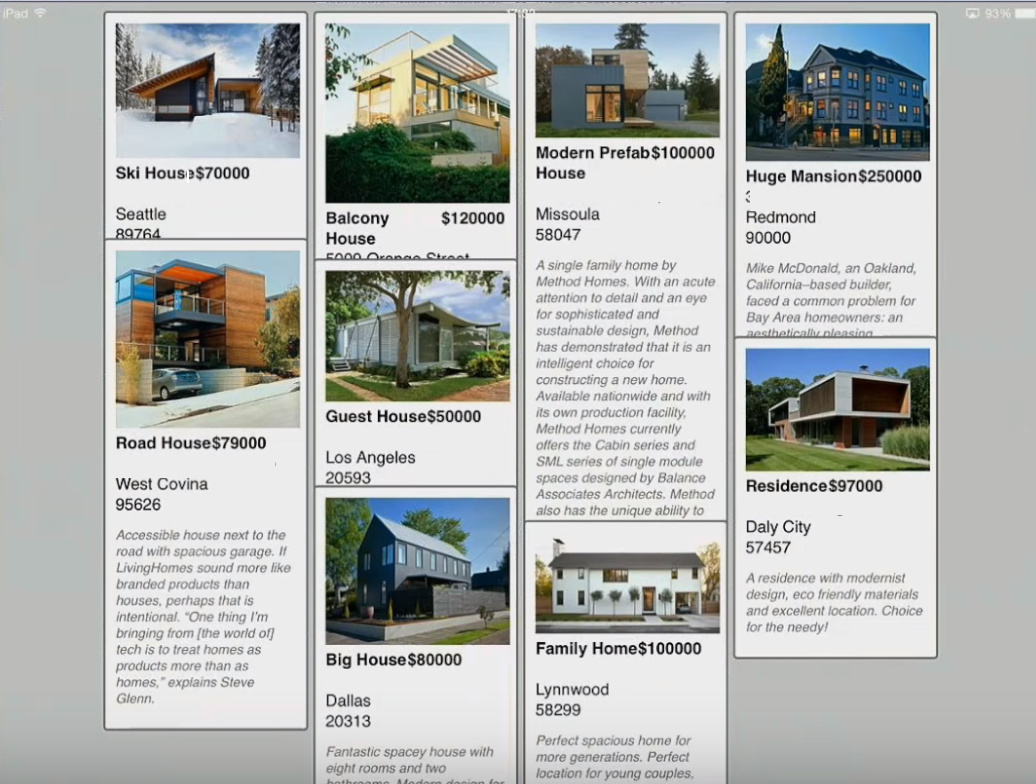 iPad
93%
Ski House $70000
Seattle
89764
Road House $79000
West Covina
95626
Accessible house next to the
road with spacious garage. If
LivingHomes sound more like
branded products than
houses, perhaps that is
intentional. “One thing I’m
bringing from [the world of]
tech is to treat homes as
products more than as
homes,” explains Steve
Glenn.
Balcony $120000
House
5009 Orange Street
Guest House $50000
Los Angeles
20593
Big House $80000
Dallas
20313
Fantastic spacey house with
eight rooms and two
bathrooms. Modern design for
Modern Prefab $100000
House
Missoula
58047
A single family home by
Method Homes. With an acute
attention to detail and an eye
for sophisticated and
sustainable design, Method
has demonstrated that it is an
intelligent choice for
constructing a new home.
Available nationwide and with
its own production facility,
Method Homes currently
offers the Cabin series and
SML series of single module
spaces designed by Balance
Associates Architects. Method
also has the unique ability to
Family Home $100000
Lynnwood
58299
Perfect spacious home for
more generations. Perfect
location for young couples,
Huge Mansion $250000
Redmond
90000
Mike McDonald, an Oakland,
California–based builder,
faced a common problem for
Bay Area homeowners: an
aesthetically pleasing
Residence $97000
Daly City
57457
A residence with modernist
design, eco friendly materials
and excellent location. Choice
for the needy!